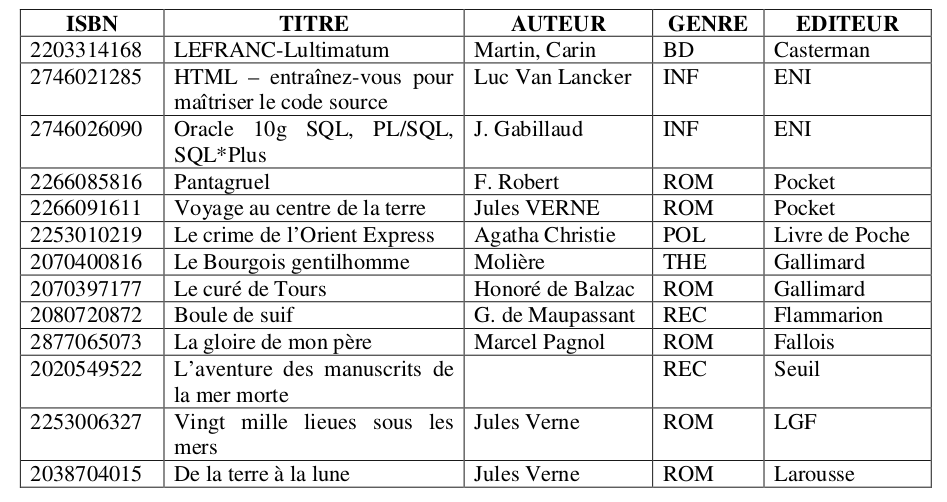 ISBN TITRE AUTEUR GENRE EDITEUR
2203314168 LEFRANC-Lultimatum Martin, Carin BD Casterman
2746021285 HTML – entraînez-vous pour Luc Van Lancker INF ENI
maîtriser le code source
2746026090 Oracle 10g SQL, PL/SQL, J. Gabillaud INF ENI
SQL*Plus
2266085816 Pantagruel F. Robert ROM Pocket
2266091611 Voyage au centre de la terre Jules VERNE ROM Pocket
2253010219 Le crime de l’Orient Express Agatha Christie POL Livre de Poche
2070400816 Le Bourgois gentilhomme Molière THE Gallimard
2070397177 Le curé de Tours Honoré de Balzac ROM Gallimard
2080720872 Boule de suif G. de Maupassant REC Flammarion
2877065073 La gloire de mon père Marcel Pagnol ROM Fallois
2020549522 L’aventure des manuscrits de REC Seuil
la mer morte
2253006327 Vingt mille lieues sous les Jules Verne ROM LGF
mers
2038704015 De la terre à la lune Jules Verne ROM Larousse